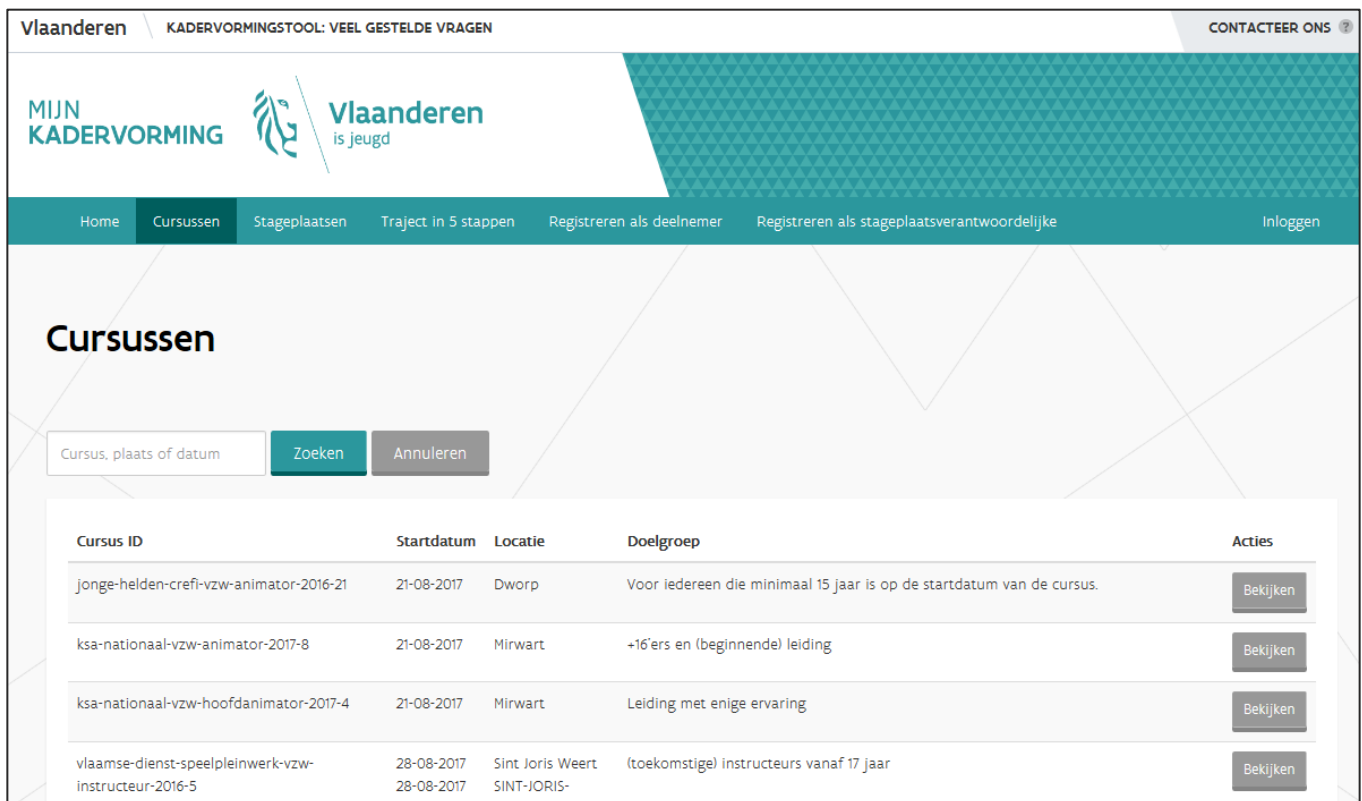 Vlaanderen KADERVORMINGSTOOL: VEEL GESTELDE VRAGEN CONTACTEER ONS ?
MIJN
KADERVORMING
Vlaanderen
is jeugd
Home Cursussen Stageplaatsen Traject in 5 stappen Registreren als deelnemer Registreren als stageplaatsverantwoordelijke Inloggen
Cursussen
Cursus, plaats of datum Zoeken Annuleren
Cursus ID Startdatum Locatie Doelgroep Acties
jonge-helden-crefi-vzw-animator-2016-21 21-08-2017 Dworp Voor iedereen die minimaal 15 jaar is op de startdatum van de cursus. Bekijken
ksa-nationaal-vzw-animator-2017-8 21-08-2017 Mirwart +16'ers en (beginnende) leiding Bekijken
ksa-nationaal-vzw-hoofdanimator-2017-4 21-08-2017 Mirwart Leiding met enige ervaring Bekijken
vlaamse-dienst-speelpleinwerk-vzw- 28-08-2017 Sint Joris Weert (toekomstige) instructeurs vanaf 17 jaar Bekijken
instructeur-2016-5 28-08-2017 SINT-JORIS-